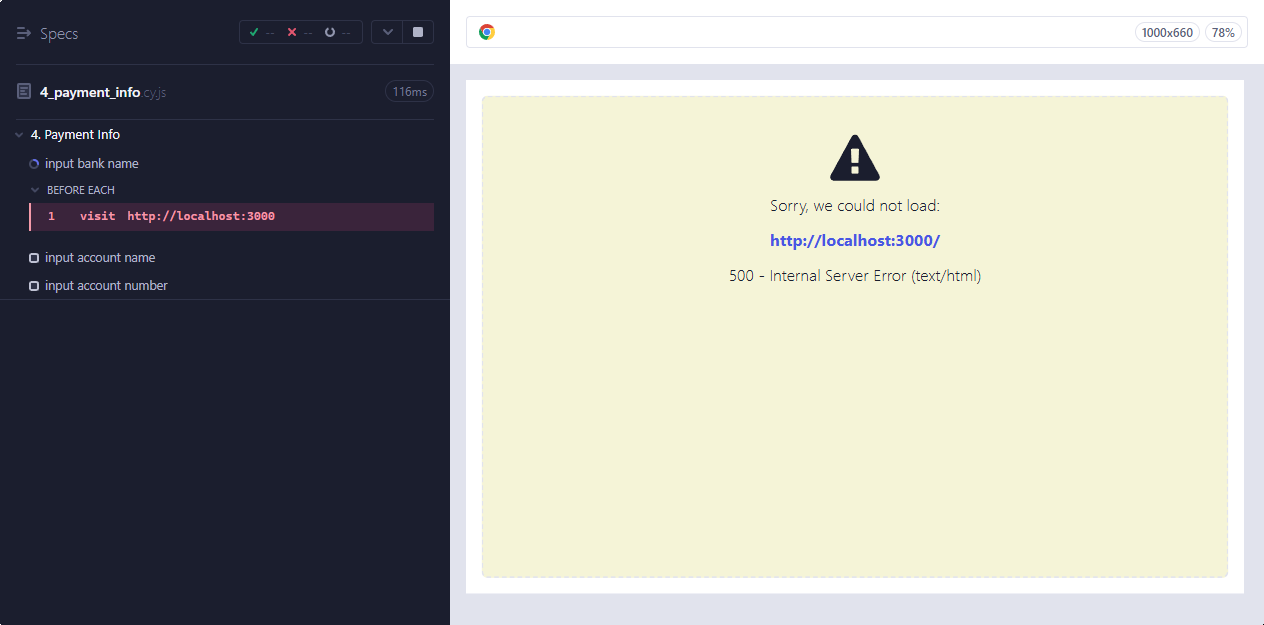 Specs
-- -- --
4_payment_info.cy.js 116ms
4. Payment Info
input bank name
BEFORE EACH
1 visit http://localhost:3000
input account name
input account number
1000x660 78%
Sorry, we could not load:
http://localhost:3000/
500 - Internal Server Error (text/html)